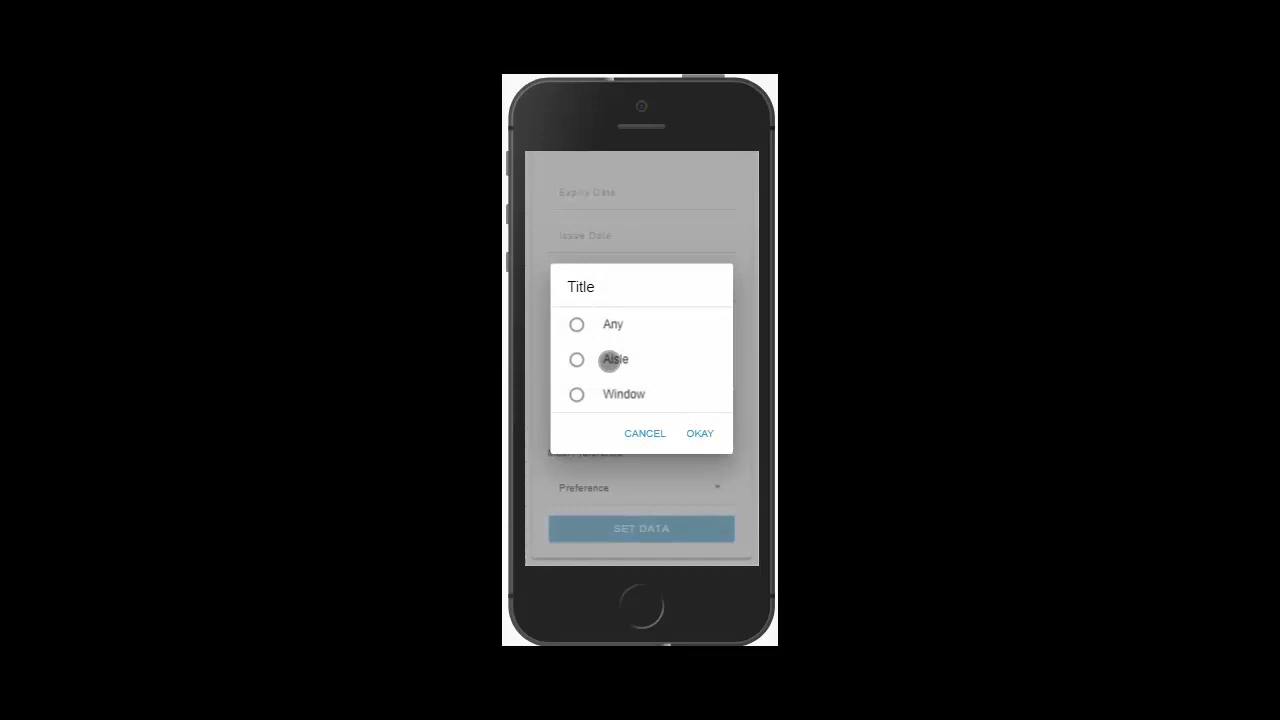 Expiry Date
Issue Date
Title
Any
Aisle
Window
CANCEL OKAY
Preference
SET DATA